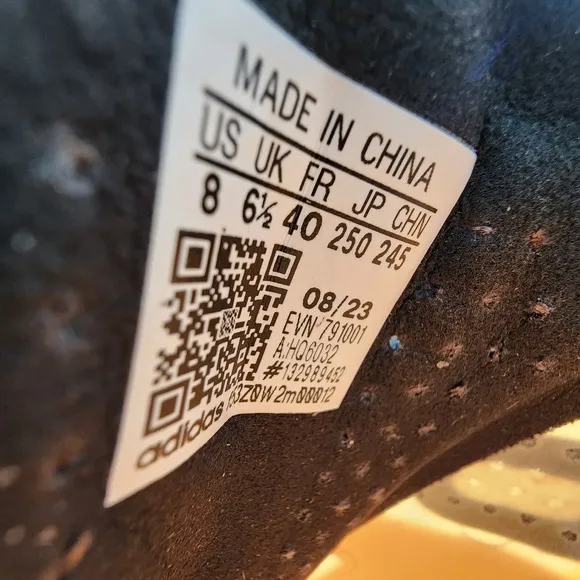 MADE IN CHINA
US UK FR JP CHN
8 6½ 40 250 245
08/23
EVN 791001
A:HQ6032
#132989452
adidas